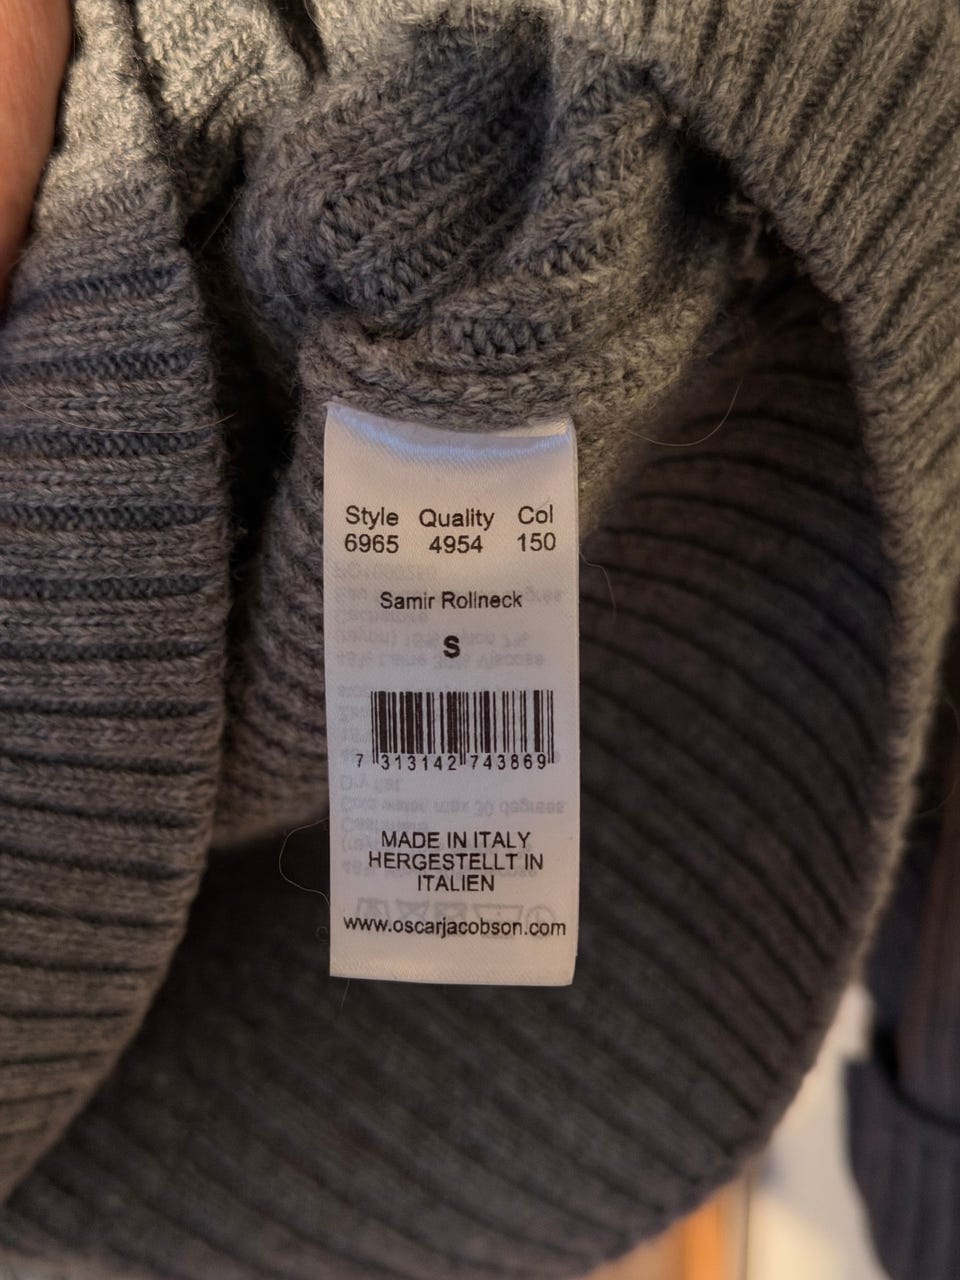 Style Quality Col
6965 4954 150
Samir Rollneck
S
7 313142 743869
MADE IN ITALY
HERGESTELLT IN
ITALIEN
www.oscarjacobson.com